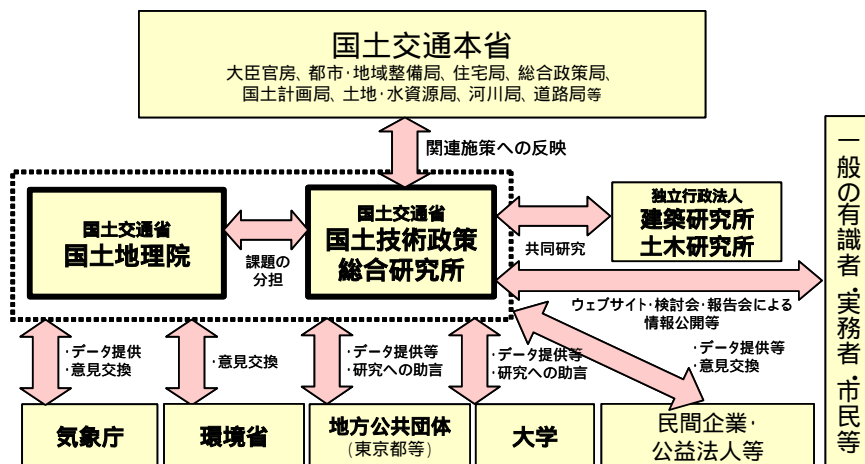 国土交通本省
大臣官房、都市・地域整備局、住宅局、総合政策局、
国土計画局、土地・水資源局、河川局、道路局等
関連施策への反映
国土交通省
国土地理院
課題の
分担
国土交通省
国土技術政策
総合研究所
共同研究
独立行政法人
建築研究所
土木研究所
ウェブサイト・検討会・報告会による
情報公開等
一般の有識者・実務者・市民等
・データ提供
・意見交換
・意見交換
・データ提供等
・研究への助言
・データ提供等
・研究への助言
・データ提供等
・意見交換
気象庁
環境省
地方公共団体
(東京都等)
大学
民間企業・
公益法人等